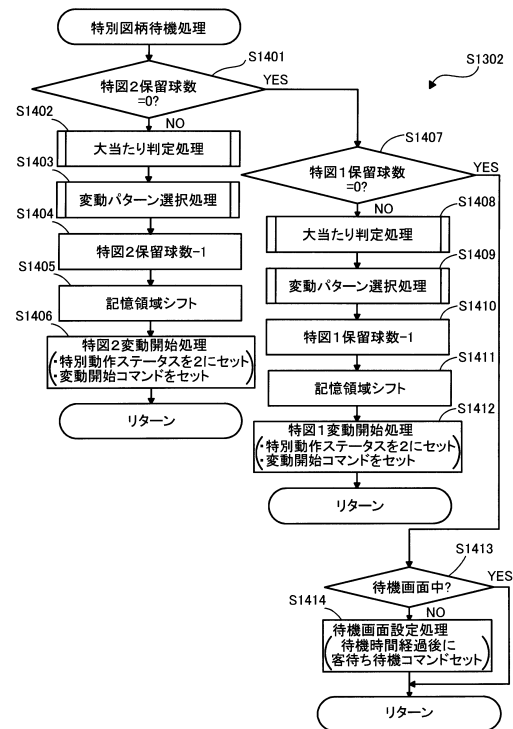 特別図柄待機処理
S1401
特図2保留球数
=0?
YES
NO
S1302
S1402
大当たり判定処理
S1403
変動パターン選択処理
S1404
特図2保留球数-1
S1405
記憶領域シフト
S1406
特図2変動開始処理
(・特別動作ステータスを2にセット
・変動開始コマンドをセット)
リターン
S1407
特図1保留球数
=0?
YES
NO
S1408
大当たり判定処理
S1409
変動パターン選択処理
S1410
特図1保留球数-1
S1411
記憶領域シフト
S1412
特図1変動開始処理
(・特別動作ステータスを2にセット
・変動開始コマンドをセット)
リターン
S1413
待機画面中?
YES
NO
S1414
待機画面設定処理
(待機時間経過後に
客待ち待機コマンドセット)
リターン